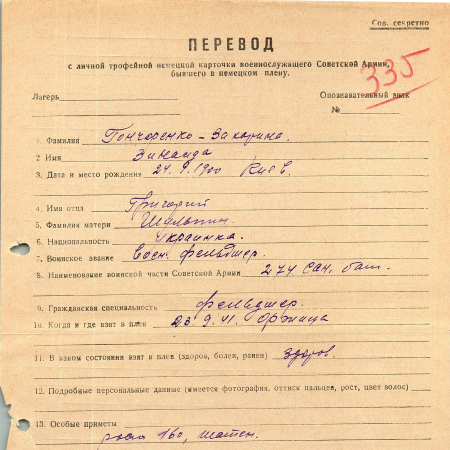 Сов. секретно
ПЕРЕВОД
с личной трофейной немецкой карточки военнослужащего Советской Армии,
бывшего в немецком плену.
335
Лагерь
Опознавательный знак
№
1. Фамилия Гончаренко-Захарина.
2 Имя Зинаида
3. Дата и место рождения 24.9.1900 Киев.
4. Имя отца Григорий
5. Фамилия матери Шульпин.
6. Национальность украинка.
7. Воинское звание воен. фельдшер.
8. Наименование воинской части Советской Армии 274 сан. бат.
9. Гражданская специальность фельдшер.
10. Когда и где взят в плен 23.9.41. Оржица
11. В каком состоянии взят в плен (здоров, болен, ранен) здоров.
12. Подробные персональные данные (имеется фотография, оттиск пальцев, рост, цвет волос)
13. Особые приметы
рост 160, шатен.